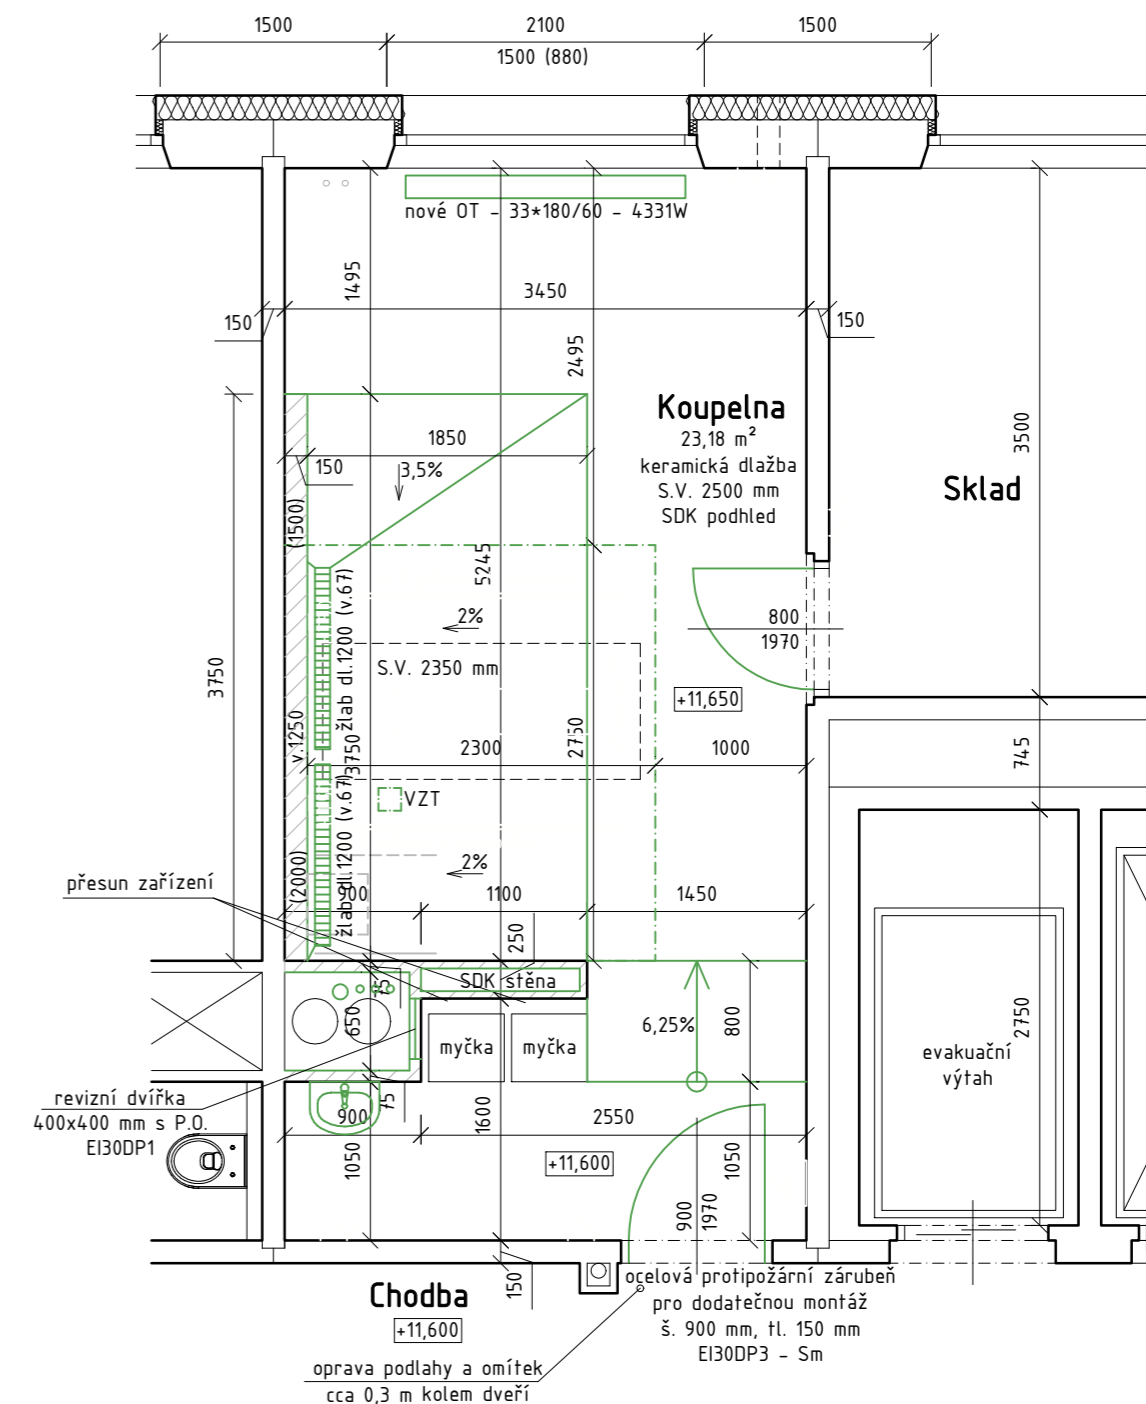 1500
2100
1500
1500 (880)
nové OT - 33*180/60 - 4331W
1495
3450
150
150
2495
Koupelna
23,18 m²
keramická dlažba
S.V. 2500 mm
SDK podhled
3500
Sklad
1850
150
3,5%
(1500)
5245
žlab dl.1200 (v.67)
2%
800
1970
S.V. 2350 mm
3750
+11,650
v.1250
3750
2300
2750
1000
745
žlab dl.1200 (v.67)
VZT
2%
(2000)
přesun zařízení
900
1100
1450
250
SDK stěna
75
650
6,25%
800
2750
myčka
myčka
evakuační
výtah
revizní dvířka
400x400 mm s P.O.
EI30DP1
75
900
1600
2550
1050
+11,600
1050
900
1970
150
Chodba
+11,600
ocelová protipožární zárubeň
pro dodatečnou montáž
š. 900 mm, tl. 150 mm
EI30DP3 - Sm
oprava podlahy a omítek
cca 0,3 m kolem dveří